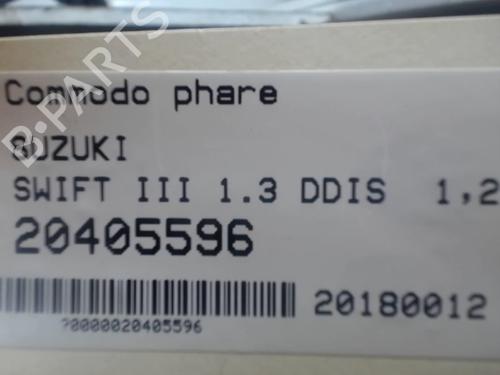 B-PARTS
Commodo phare
SUZUKI
SWIFT III 1.3 DDIS 1,2
20405596
20180012
?0000020405596